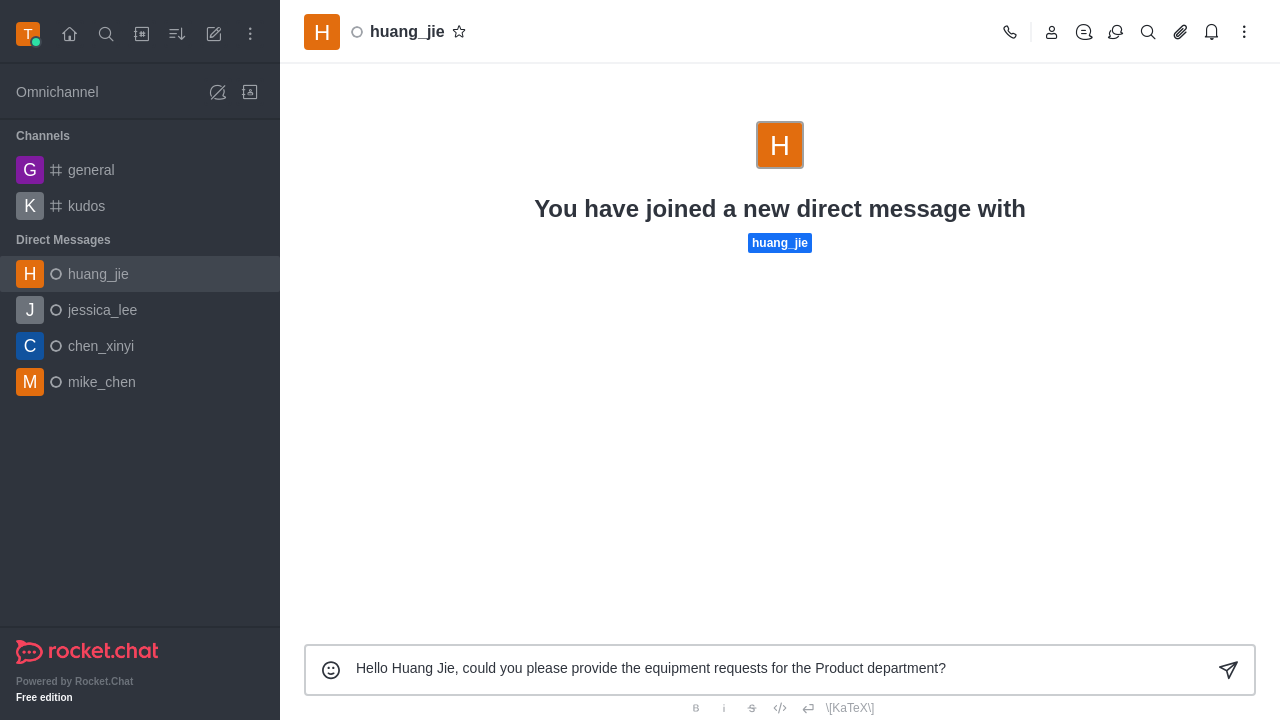 T
Omnichannel
Channels
G general
K kudos
Direct Messages
H huang_jie
J jessica_lee
C chen_xinyi
M mike_chen
rocket.chat
Powered by Rocket.Chat
Free edition
H huang_jie
H
You have joined a new direct message with
huang_jie
Hello Huang Jie, could you please provide the equipment requests for the Product department?
B i S \[KaTeX\]